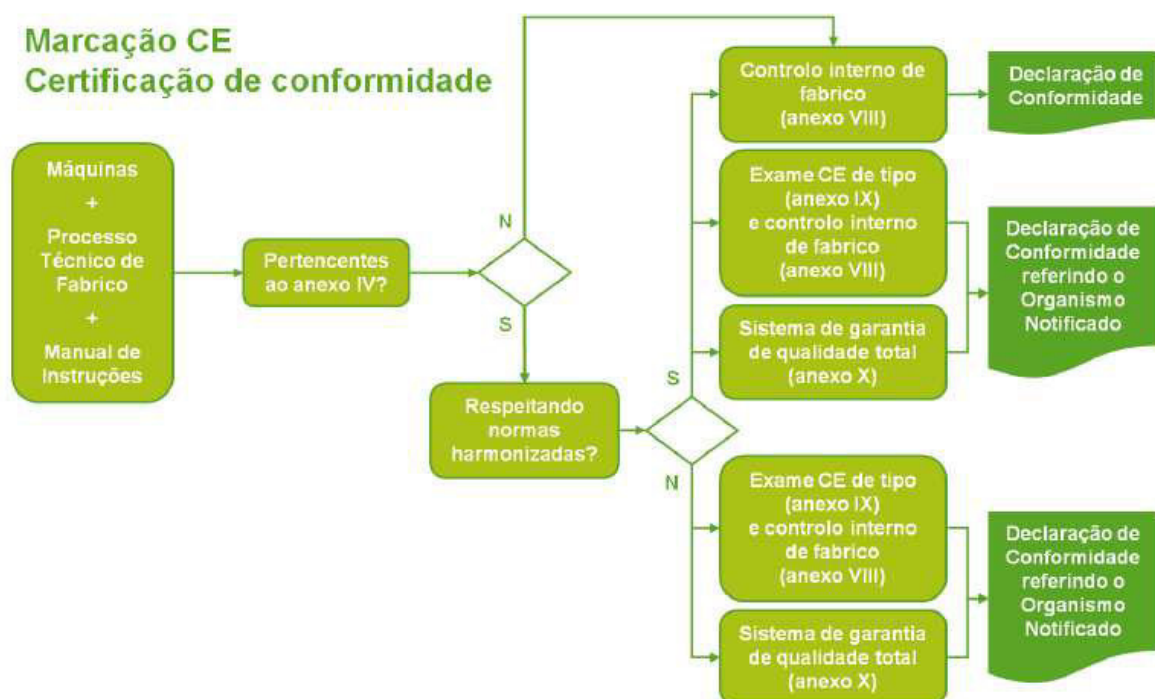 Marcação CE
Certificação de conformidade
Máquinas
+
Processo
Técnico de
Fabrico
+
Manual de
Instruções
Pertencentes
ao anexo IV?
N
S
Respeitando
normas
harmonizadas?
S
N
Controlo interno de
fabrico
(anexo VIII)
Declaração de
Conformidade
Exame CE de tipo
(anexo IX)
e controlo interno
de fabrico
(anexo VIII)
Sistema de garantia
de qualidade total
(anexo X)
Declaração de
Conformidade
referindo o
Organismo
Notificado
Exame CE de tipo
(anexo IX)
e controlo interno
de fabrico
(anexo VIII)
Sistema de garantia
de qualidade total
(anexo X)
Declaração de
Conformidade
referindo o
Organismo
Notificado